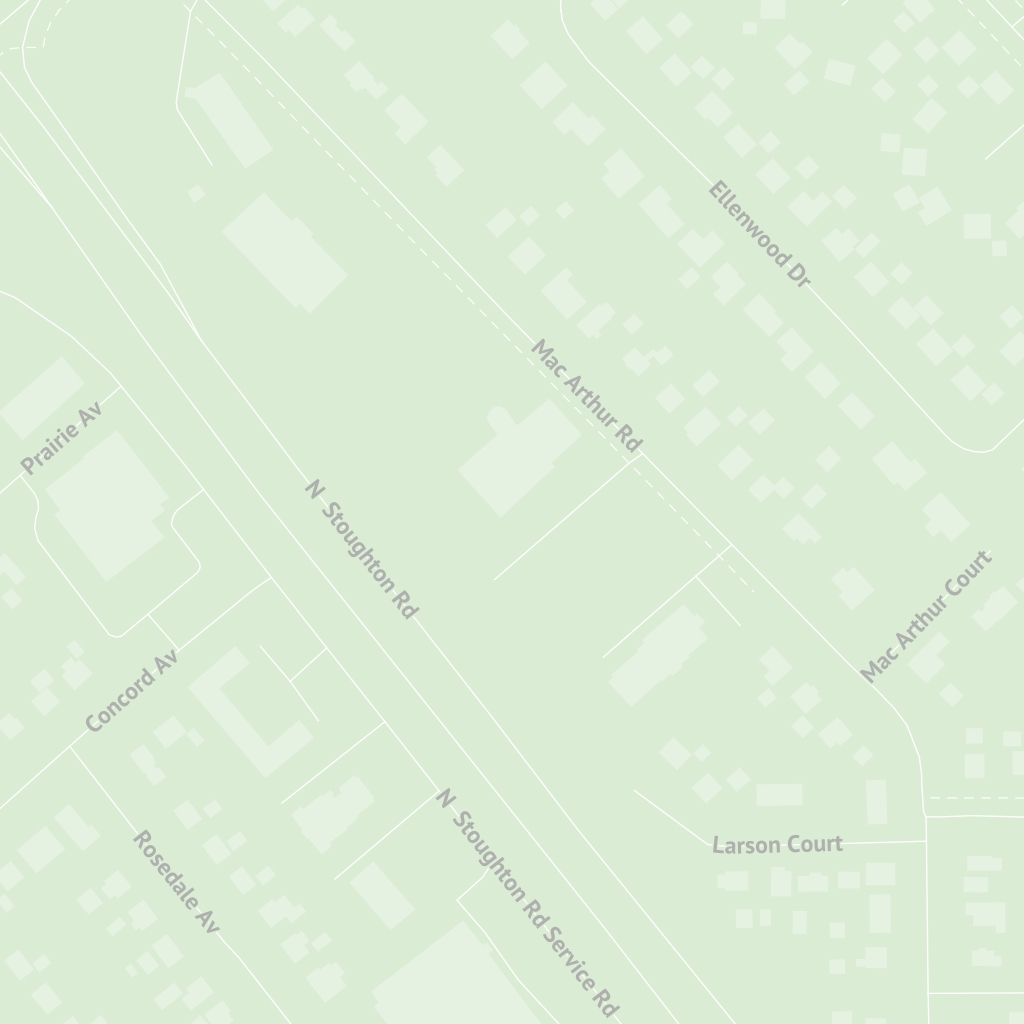 Ellenwood Dr
Mac Arthur Rd
Prairie Av
N Stoughton Rd
Mac Arthur Court
Concord Av
N Stoughton Rd Service Rd
Larson Court
Rosedale Av